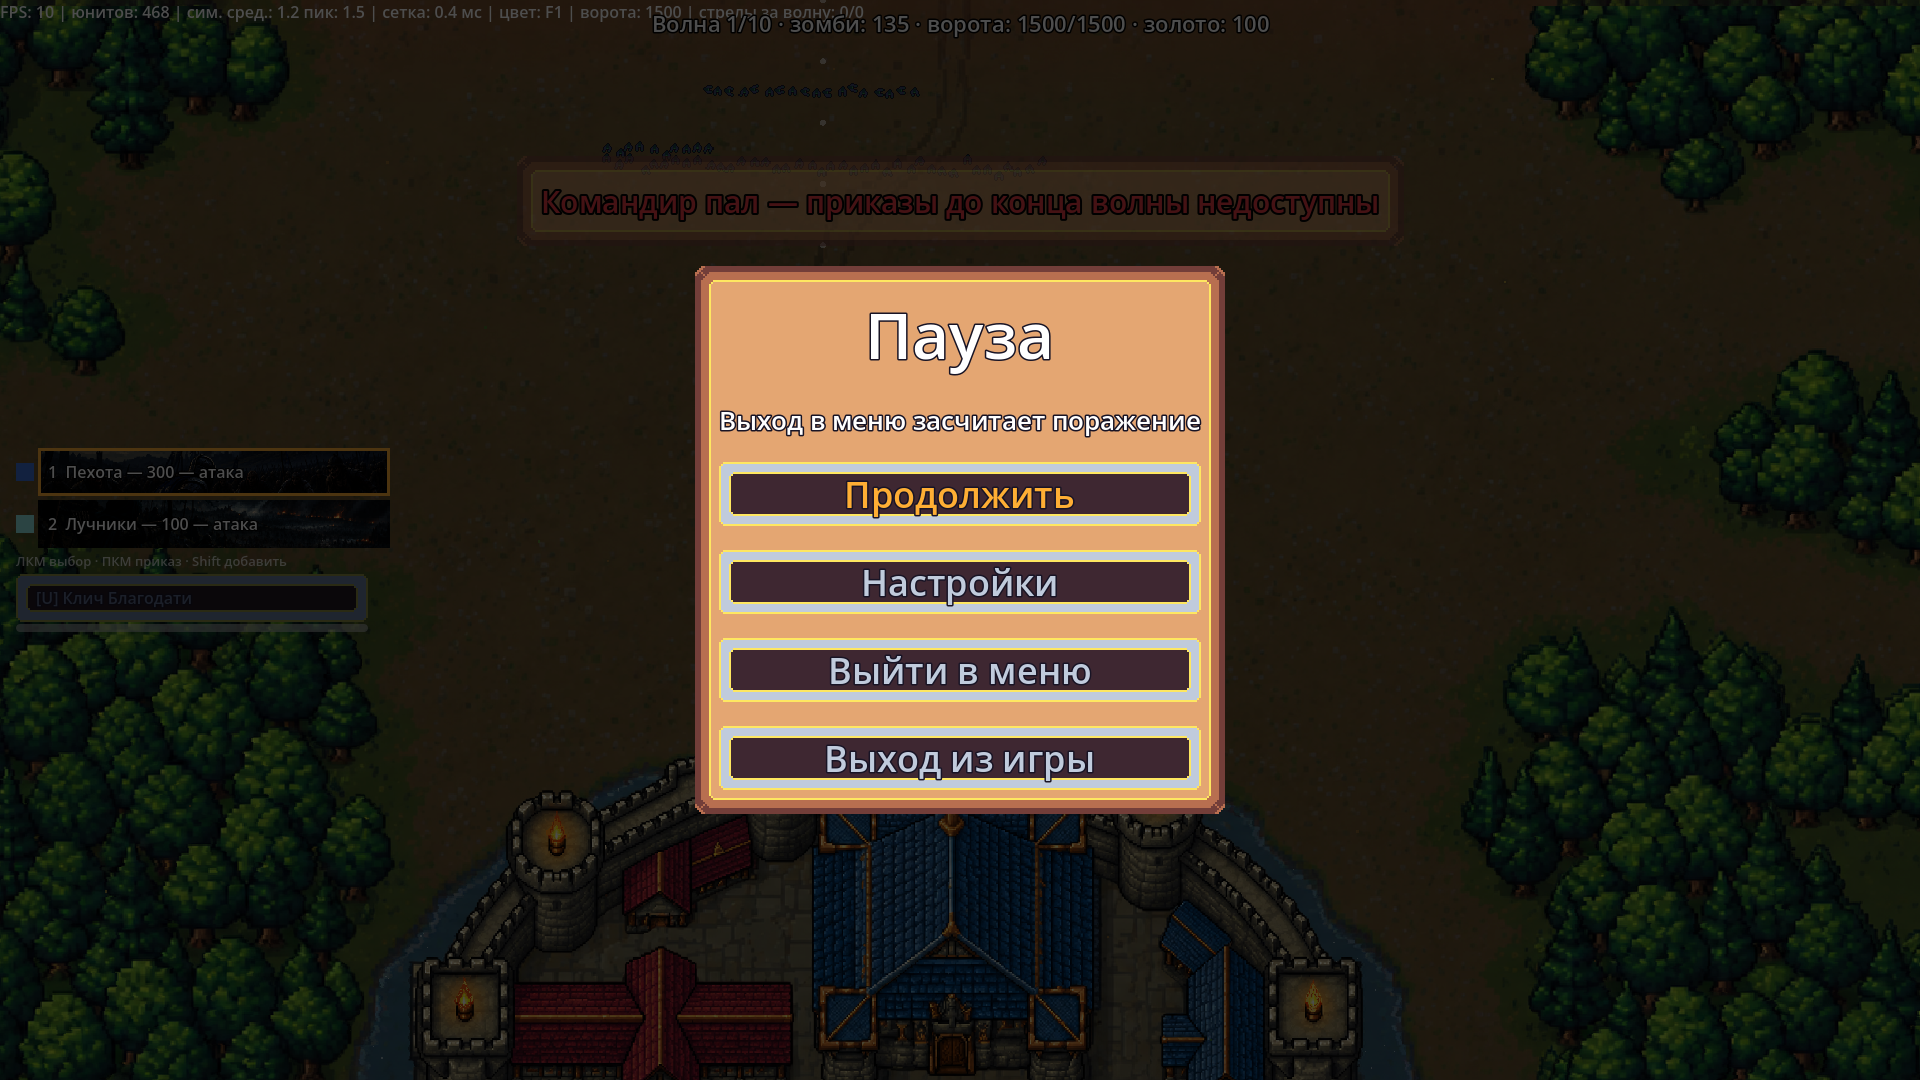 FPS: 10 | юнитов: 468 | сим. сред.: 1.2 пик: 1.5 | сетка: 0.4 мс | цвет: F1 | ворота: 1500 | стрелы за волну: 0/0
Волна 1/10 · зомби: 135 · ворота: 1500/1500 · золото: 100
Командир пал — приказы до конца волны недоступны
Пауза
Выход в меню засчитает поражение
Продолжить
Настройки
Выйти в меню
Выход из игры
1 Пехота — 300 — атака
2 Лучники — 100 — атака
ЛКМ выбор · ПКМ приказ · Shift добавить
[U] Клич Благодати